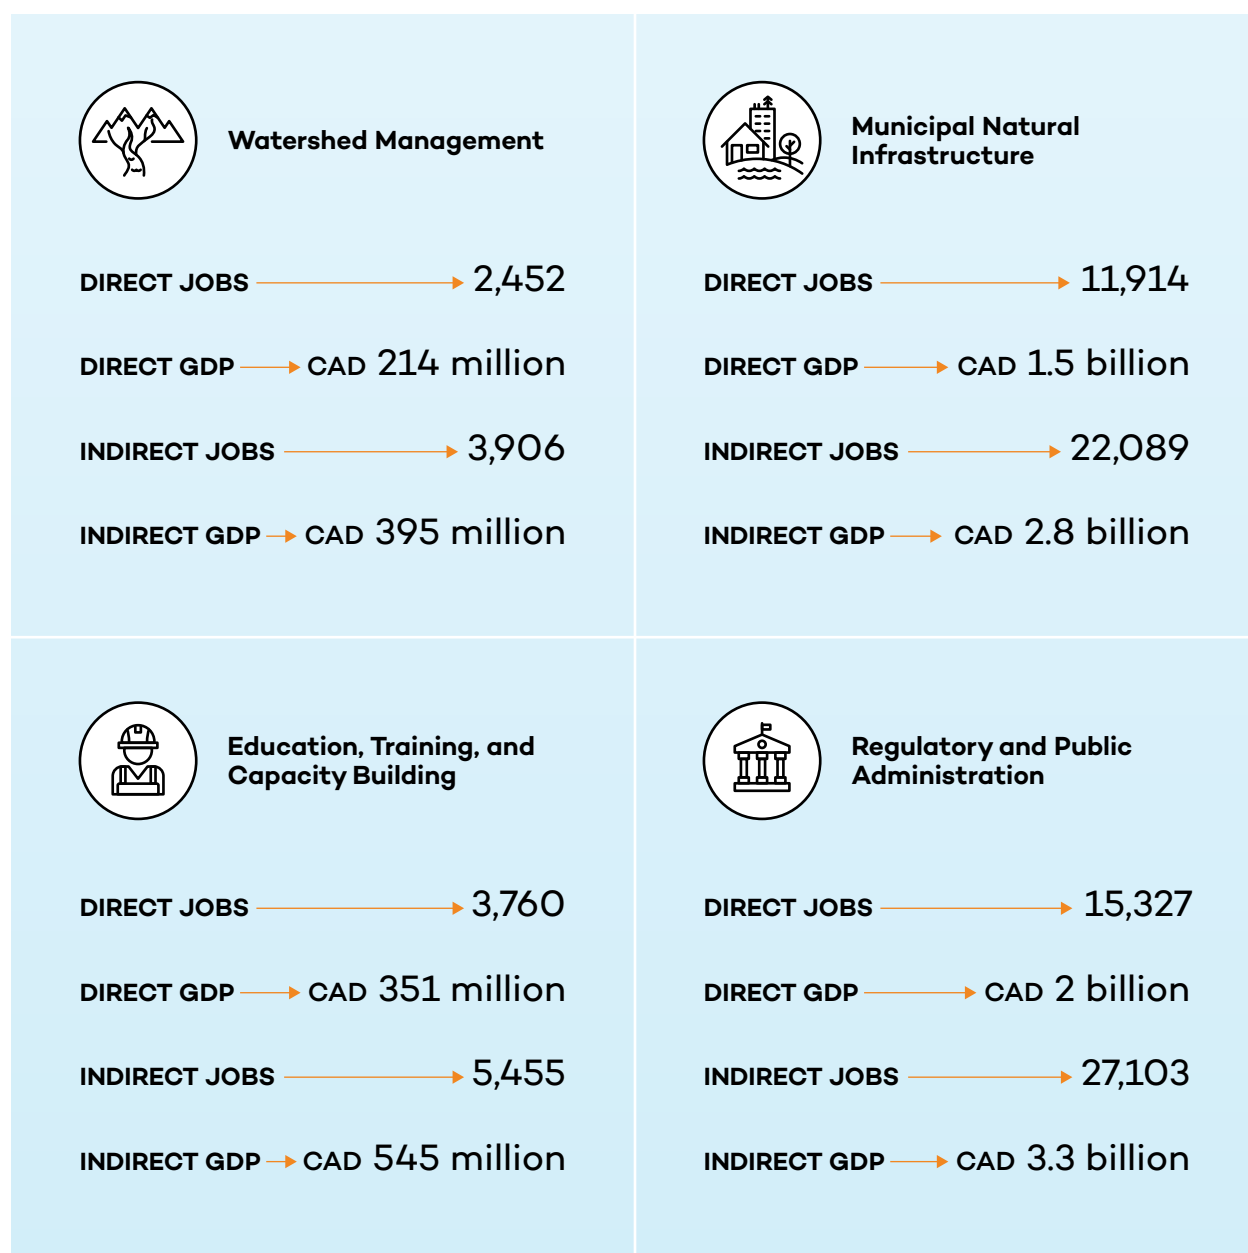 Watershed Management
DIRECT JOBS 2,452
DIRECT GDP CAD 214 million
INDIRECT JOBS 3,906
INDIRECT GDP CAD 395 million
Municipal Natural
Infrastructure
DIRECT JOBS 11,914
DIRECT GDP CAD 1.5 billion
INDIRECT JOBS 22,089
INDIRECT GDP CAD 2.8 billion
Education, Training, and
Capacity Building
DIRECT JOBS 3,760
DIRECT GDP CAD 351 million
INDIRECT JOBS 5,455
INDIRECT GDP CAD 545 million
Regulatory and Public
Administration
DIRECT JOBS 15,327
DIRECT GDP CAD 2 billion
INDIRECT JOBS 27,103
INDIRECT GDP CAD 3.3 billion